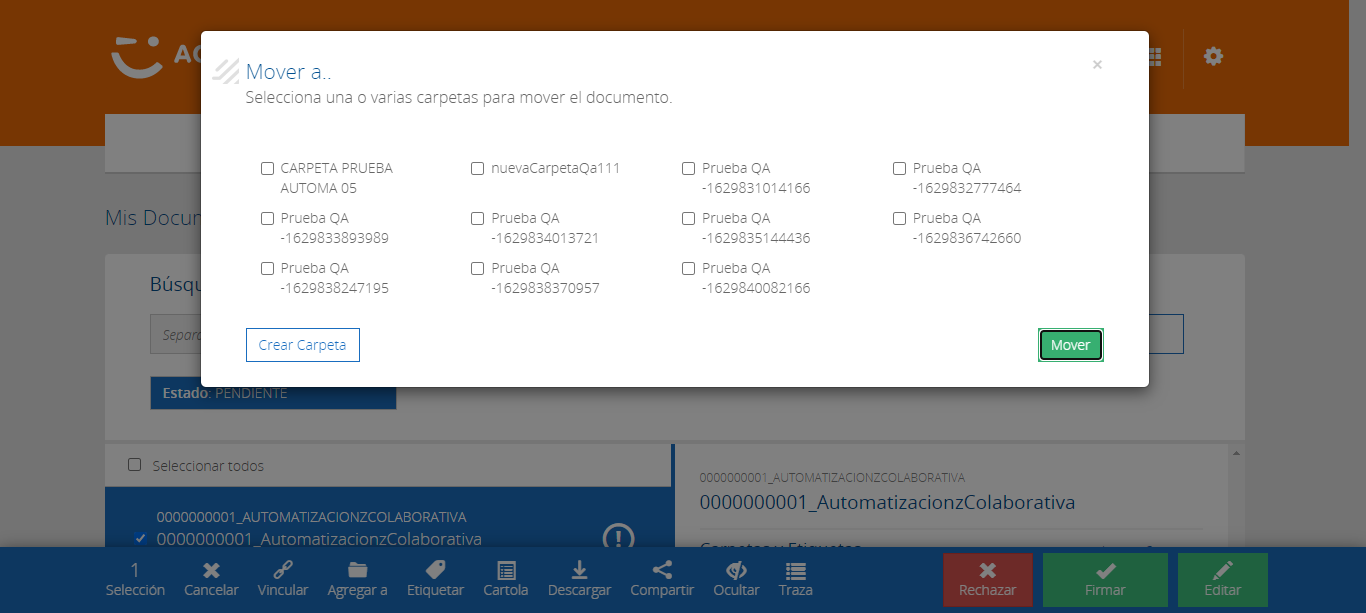 AC
Mover a..
×
Selecciona una o varias carpetas para mover el documento.
CARPETA PRUEBA
AUTOMA 05
nuevaCarpetaQa111
Prueba QA
-1629831014166
Prueba QA
-1629832777464
Prueba QA
-1629833893989
Prueba QA
-1629834013721
Prueba QA
-1629835144436
Prueba QA
-1629836742660
Prueba QA
-1629838247195
Prueba QA
-1629838370957
Prueba QA
-1629840082166
Crear Carpeta
Mover
Mis Docum
Búsqu
Separa
Estado: PENDIENTE
Seleccionar todos
0000000001_AUTOMATIZACIONZCOLABORATIVA
0000000001_AutomatizacionzColaborativa
0000000001_AUTOMATIZACIONZCOLABORATIVA
0000000001_AutomatizacionzColaborativa
Carpetas y Etiquetas
1
Selección
Cancelar
Vincular
Agregar a
Etiquetar
Cartola
Descargar
Compartir
Ocultar
Traza
Rechazar
Firmar
Editar